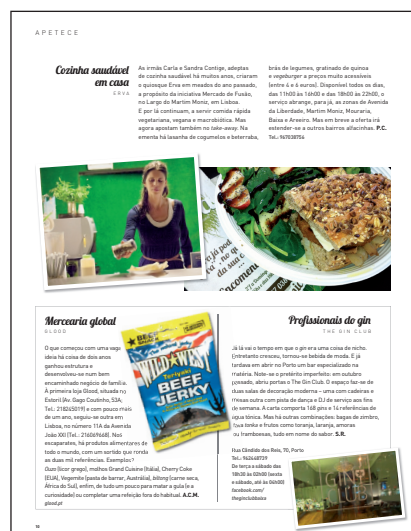 APETECE
Cozinha saudável
em casa
ERVA
As irmãs Carla e Sandra Contige, adeptas
de cozinha saudável há muitos anos, criaram
o quiosque Erva em meados do ano passado,
a propósito da iniciativa Mercado de Fusão,
no Largo do Martim Moniz, em Lisboa.
E por lá continuam, a servir comida rápida
vegetariana, vegana e macrobiótica. Mas
agora apostam também no take-away. Na
ementa há lasanha de cogumelos e beterraba,
brás de legumes, gratinado de quinoa
e vegeburger a preços muito acessíveis
(entre 4 e 6 euros). Disponível todos os dias,
das 11h00 às 16h00 e das 18h00 às 22h00, o
serviço abrange, para já, as zonas de Avenida
da Liberdade, Martim Moniz, Mouraria,
Baixa e Areeiro. Mas em breve a oferta irá
estender-se a outros bairros alfacinhas. P.C.
Tel.: 967038754
Mercearia global
GLOOD
O que começou com uma vaga
ideia há coisa de dois anos
ganhou estrutura e
desenvolveu-se num bem
encaminhado negócio de família.
À primeira loja Glood, situada no
Estoril (Av. Gago Coutinho, 53A;
Tel.: 218245019) e com pouco mais
de um ano, seguiu-se outra em
Lisboa, no número 11A da Avenida
João XXI (Tel.: 216069668). Nos
escaparates, há produtos alimentares de
todo o mundo, com um sortido que ronda
as duas mil referências. Exemplos?
Ouzo (licor grego), molhos Grand Cuisine (Itália), Cherry Coke
(EUA), Vegemite (pasta de barrar, Austrália), biltong (carne seca,
África do Sul), enfim, de tudo um pouco para matar a gula (e a
curiosidade) ou completar uma refeição fora do habitual. A.C.M.
glood.pt
WILD WEST
Teriyaki
BEEF
JERKY
Profissionais do gin
THE GIN CLUB
Já lá vai o tempo em que o gin era uma coisa de nicho.
Entretanto cresceu, tornou-se bebida de moda. E já
tardava em abrir no Porto um bar especializado na
matéria. Note-se o pretérito imperfeito: em outubro
passado, abriu portas o The Gin Club. O espaço faz-se de
duas salas de decoração moderna – uma com cadeiras e
mesas outra com pista de dança e DJ de serviço aos fins
de semana. A carta comporta 168 gins e 14 referências de
água tónica. Mas há outras combinações: bagas de zimbro,
fava tonka e frutos como toranja, laranja, amoras
ou framboesas, tudo em nome do sabor. S.R.
Rua Cândido dos Reis, 70, Porto
Tel.: 962468739
De terça a sábado das
18h30 às 02h00 (sexta
e sábado, até às 04h00)
facebook.com/
theginclubbaixa